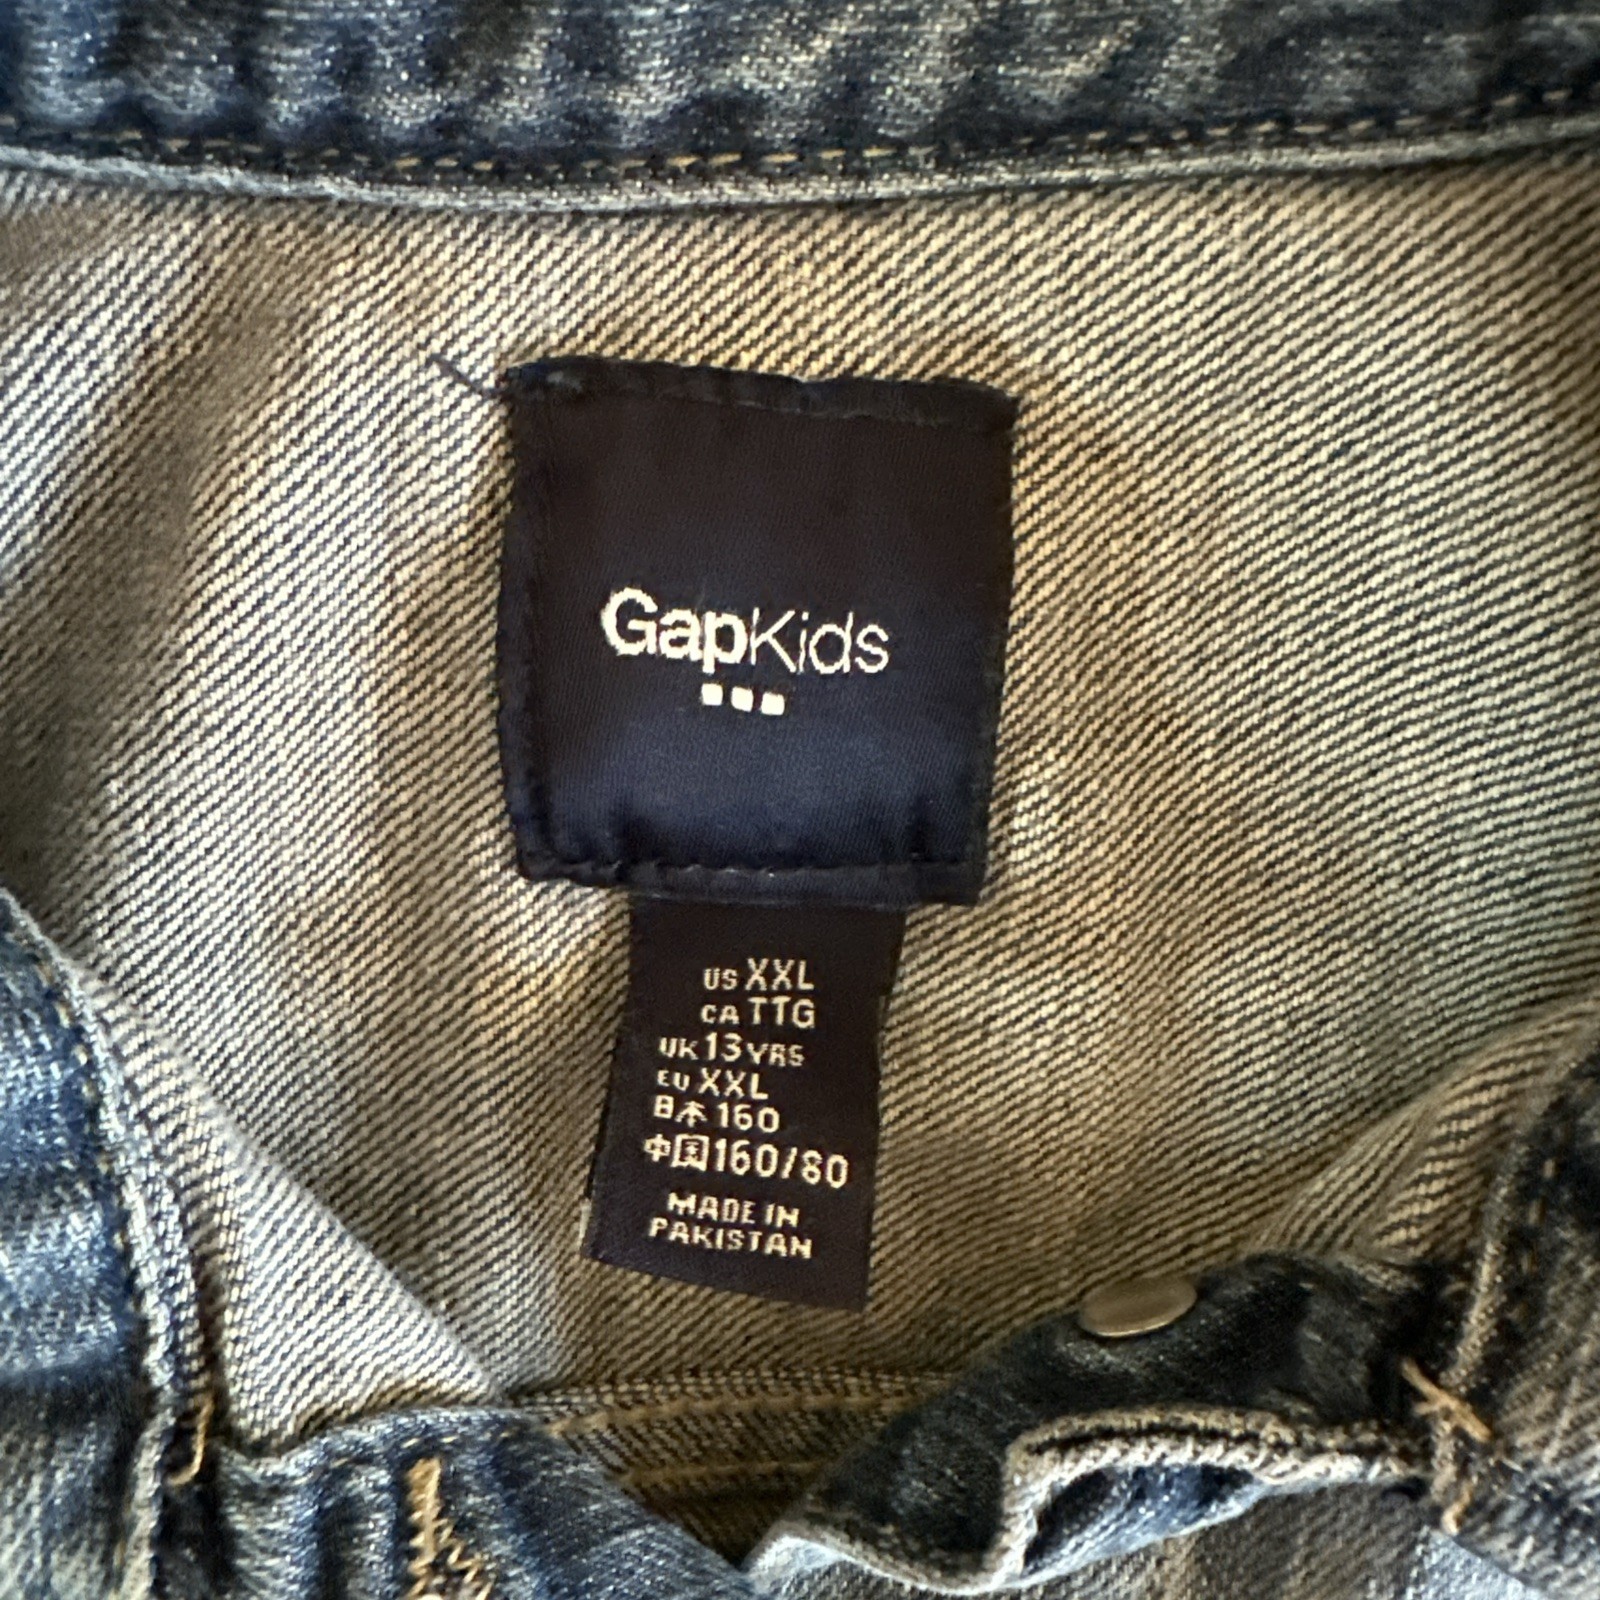 GapKids
US XXL
CA TTG
UK 13 YRS
EU XXL
日本 160
中国 160/80
MADE IN
PAKISTAN